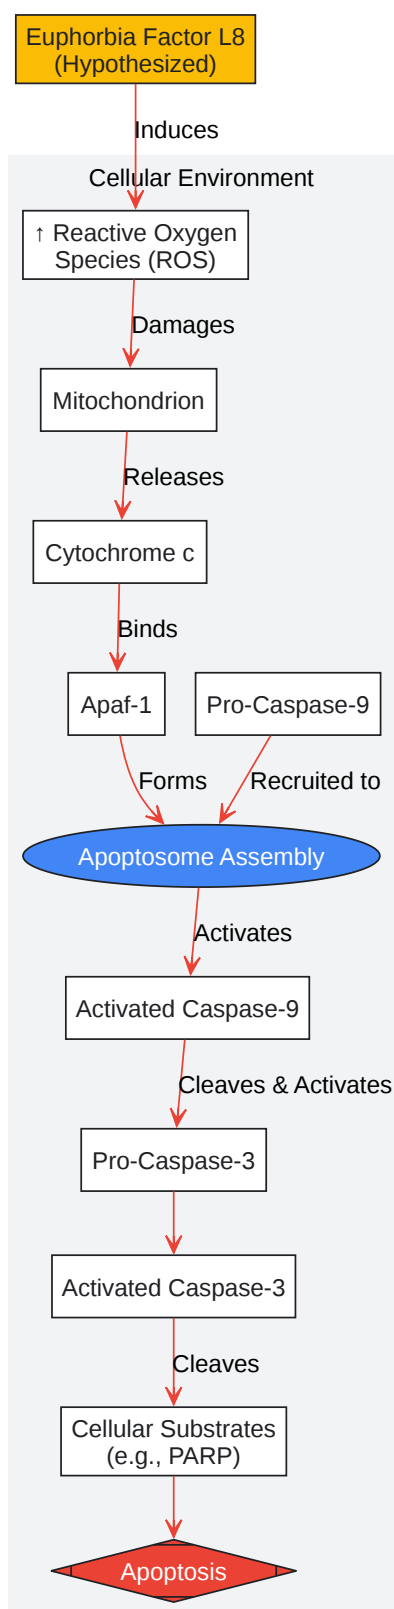 Euphorbia Factor L8
(Hypothesized)
Induces
Cellular Environment
↑ Reactive Oxygen
Species (ROS)
Damages
Mitochondrion
Releases
Cytochrome c
Binds
Apaf-1
Pro-Caspase-9
Forms
Recruited to
Apoptosome Assembly
Activates
Activated Caspase-9
Cleaves & Activates
Pro-Caspase-3
Activated Caspase-3
Cleaves
Cellular Substrates
(e.g., PARP)
Apoptosis